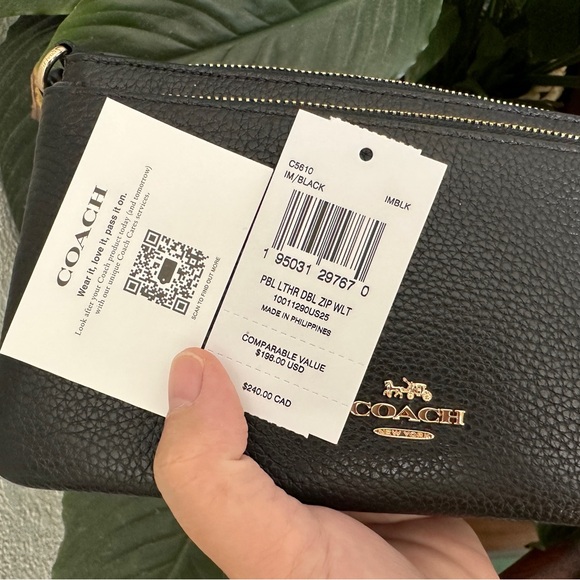 COACH
Wear it, love it, pass it on.
Look after your Coach product today (and tomorrow)
with our unique Coach Cares services.
SCAN TO FIND OUT MORE
C5610
IM/BLACK
IMBLK
1 95031 29767 0
PBL LTHR DBL ZIP WLT
10011290US25
MADE IN PHILIPPINES
COMPARABLE VALUE
$198.00 USD
$240.00 CAD
COACH
NEW YORK